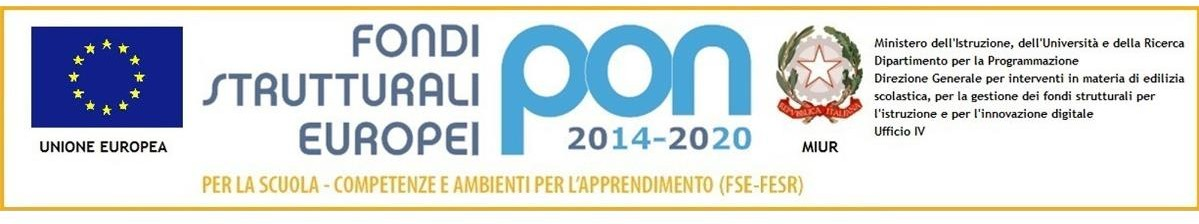 UNIONE EUROPEA
FONDI
STRUTTURALI
EUROPEI
pon
2014-2020
REPVBBLICA ITALIANA
MIUR
Ministero dell'Istruzione, dell'Università e della Ricerca
Dipartimento per la Programmazione
Direzione Generale per interventi in materia di edilizia
scolastica, per la gestione dei fondi strutturali per
l'istruzione e per l'innovazione digitale
Ufficio IV
PER LA SCUOLA - COMPETENZE E AMBIENTI PER L'APPRENDIMENTO (FSE-FESR)